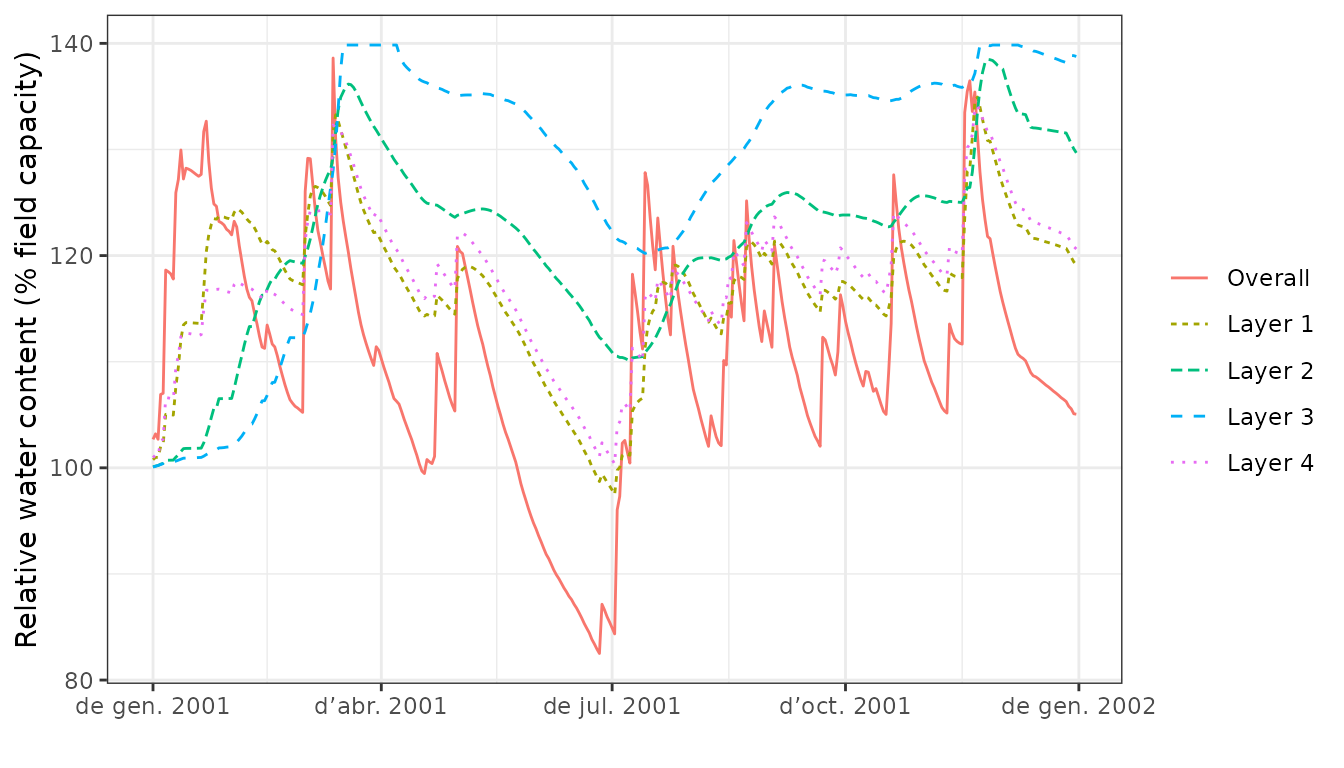 Relative water content (% field capacity)
140
120
100
80
de gen. 2001
d’abr. 2001
de jul. 2001
d’oct. 2001
de gen. 2002
Overall
Layer 1
Layer 2
Layer 3
Layer 4